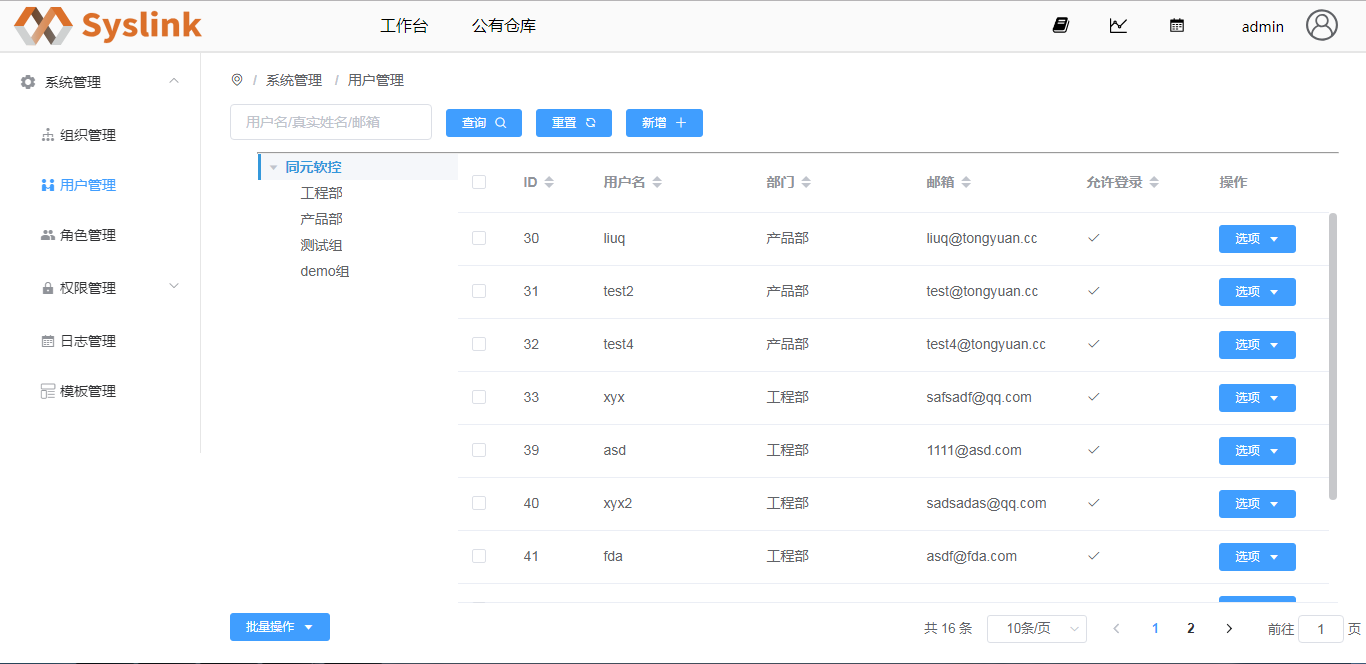 Syslink 工作台 公有仓库 admin
系统管理
组织管理
用户管理
角色管理
权限管理
日志管理
模板管理
/ 系统管理 / 用户管理
用户名/真实姓名/邮箱 查询 重置 新增
同元软控
工程部
产品部
测试组
demo组
ID 用户名 部门 邮箱 允许登录 操作
30 liuq 产品部 liuq@tongyuan.cc 选项
31 test2 产品部 test@tongyuan.cc 选项
32 test4 产品部 test4@tongyuan.cc 选项
33 xyx 工程部 safsadf@qq.com 选项
39 asd 工程部 1111@asd.com 选项
40 xyx2 工程部 sadsadas@qq.com 选项
41 fda 工程部 asdf@fda.com 选项
批量操作 共 16 条 10条/页 1 2 前往 1 页